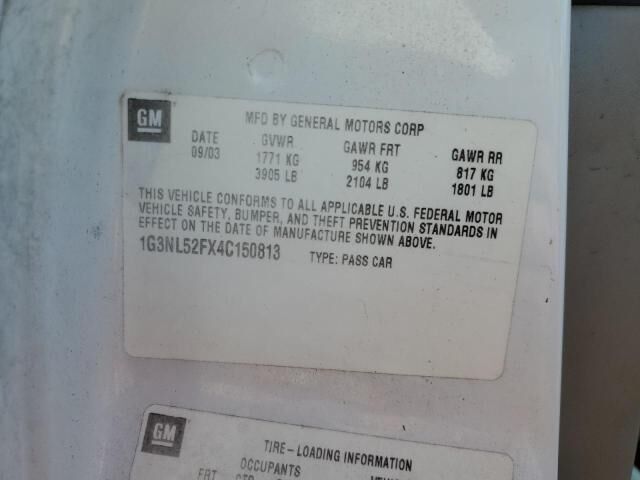 GM
MFD BY GENERAL MOTORS CORP
DATE GVWR GAWR FRT GAWR RR
09/03 1771 KG 954 KG 817 KG
3905 LB 2104 LB 1801 LB
THIS VEHICLE CONFORMS TO ALL APPLICABLE U.S. FEDERAL MOTOR
VEHICLE SAFETY, BUMPER, AND THEFT PREVENTION STANDARDS IN
EFFECT ON THE DATE OF MANUFACTURE SHOWN ABOVE.
1G3NL52FX4C150813 TYPE: PASS CAR
GM
TIRE - LOADING INFORMATION
OCCUPANTS
FRT